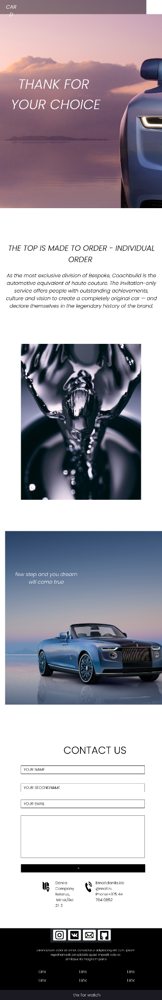 CAR
D
THANK FOR
YOUR CHOICE
THE TOP IS MADE TO ORDER - INDIVIDUAL
ORDER
As the most exclusive division of Bespoke, Coachbuild is the
automotive equivalent of haute couture. The invitation-only
service offers people with outstanding achievements,
culture and vision to create a completely original car — and
declare themselves in the legendary history of the brand.
few step and you dream
will come true
CONTACT US
YOUR NAME
YOUR SECONDNAME
YOUR EMAIL
+
Danila
Company
Belarus,
Minsk/Bel
21-3
Email:danila.kla
@mail.ru
Phone:+375 44
764 0852
Lorem ipsum dolor sit amet, consectetur adipisicing elit. Eum, ipsam
reprehenderit perspiciatis quasi impedit odio ex
similique illo magnam porro
Link Link Link
Link Link Link
thx for watch